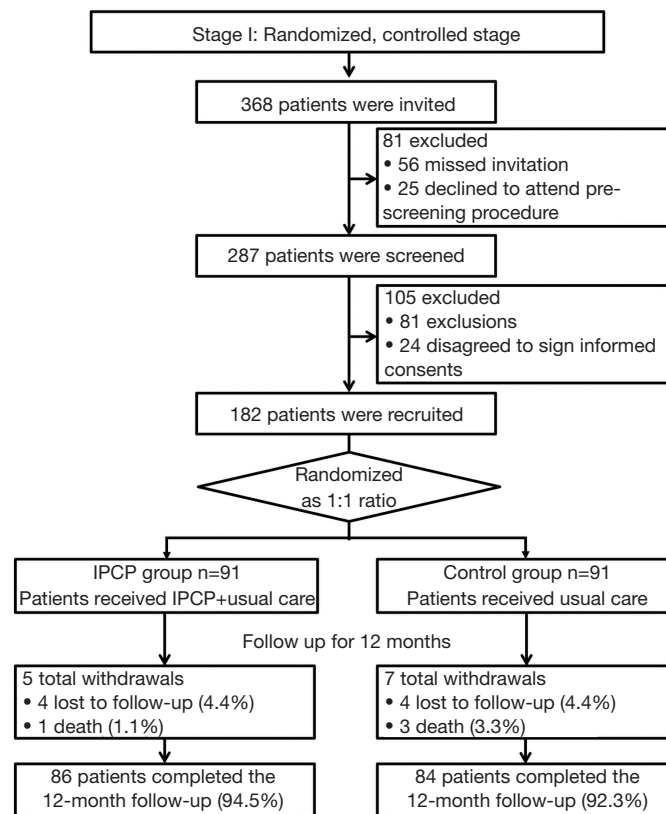 Stage I: Randomized, controlled stage
368 patients were invited
81 excluded
• 56 missed invitation
• 25 declined to attend pre-
screening procedure
287 patients were screened
105 excluded
• 81 exclusions
• 24 disagreed to sign informed
consents
182 patients were recruited
Randomized
as 1:1 ratio
IPCP group n=91
Patients received IPCP+usual care
Control group n=91
Patients received usual care
Follow up for 12 months
5 total withdrawals
• 4 lost to follow-up (4.4%)
• 1 death (1.1%)
7 total withdrawals
• 4 lost to follow-up (4.4%)
• 3 death (3.3%)
86 patients completed the
12-month follow-up (94.5%)
84 patients completed the
12-month follow-up (92.3%)